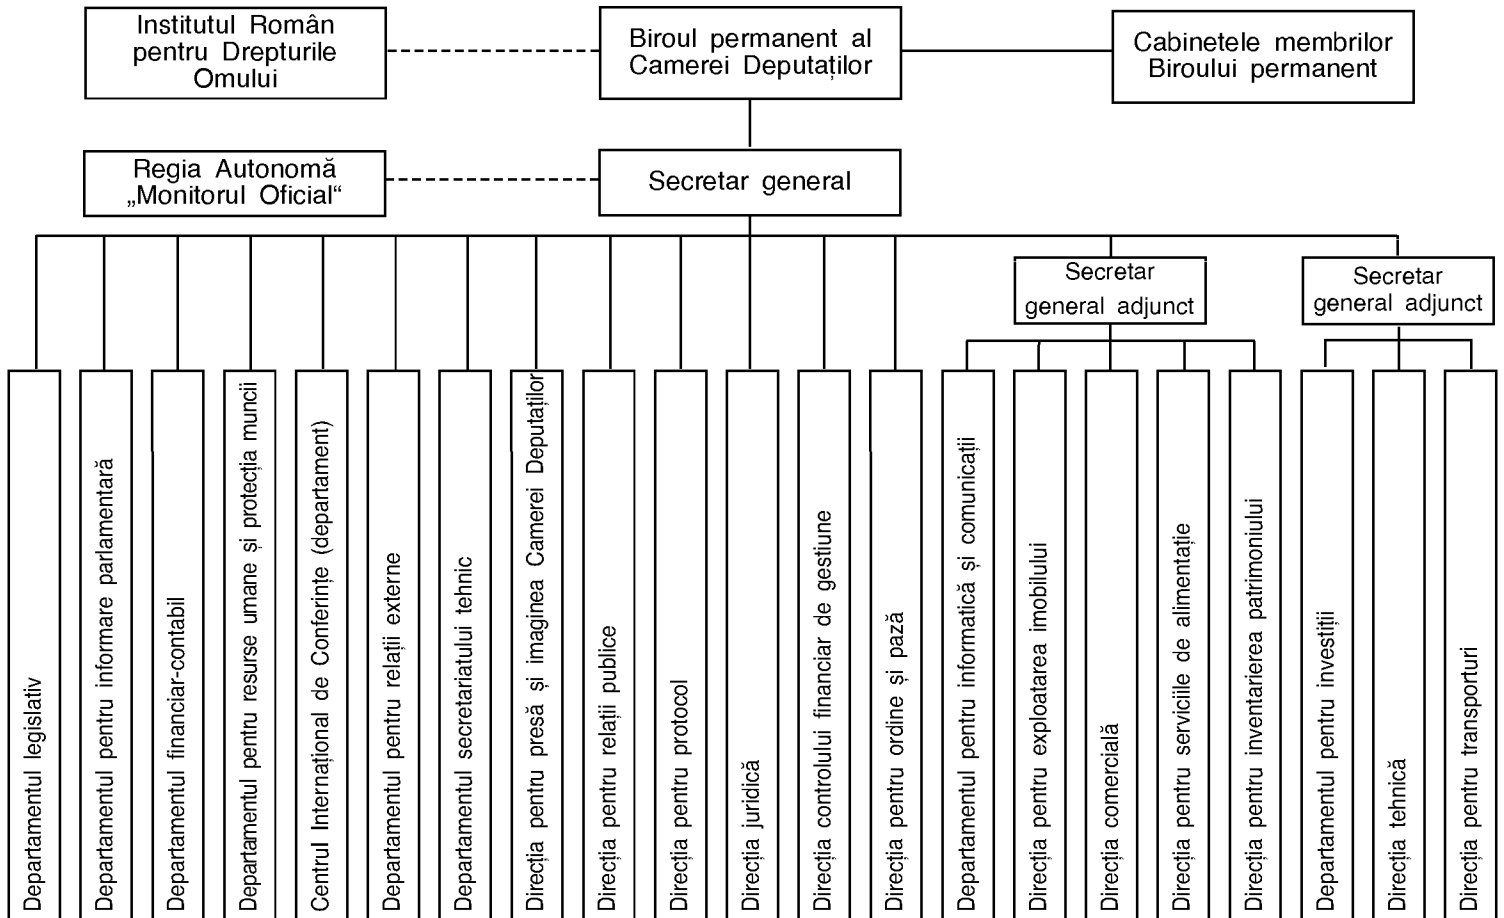 Institutul Român
pentru Drepturile
Omului
Biroul permanent al
Camerei Deputaților
Cabinetele membrilor
Biroului permanent
Regia Autonomă
„Monitorul Oficial“
Secretar general
Secretar
general adjunct
Secretar
general adjunct
Departamentul legislativ
Departamentul pentru informare parlamentară
Departamentul financiar-contabil
Departamentul pentru resurse umane și protecția muncii
Centrul Internațional de Conferințe (departament)
Departamentul pentru relații externe
Departamentul secretariatului tehnic
Direcția pentru presă și imaginea Camerei Deputaților
Direcția pentru relații publice
Direcția pentru protocol
Direcția juridică
Direcția controlului financiar de gestiune
Direcția pentru ordine și pază
Departamentul pentru informatică și comunicații
Direcția pentru exploatarea imobilului
Direcția comercială
Direcția pentru serviciile de alimentație
Direcția pentru inventarierea patrimoniului
Departamentul pentru investiții
Direcția tehnică
Direcția pentru transporturi